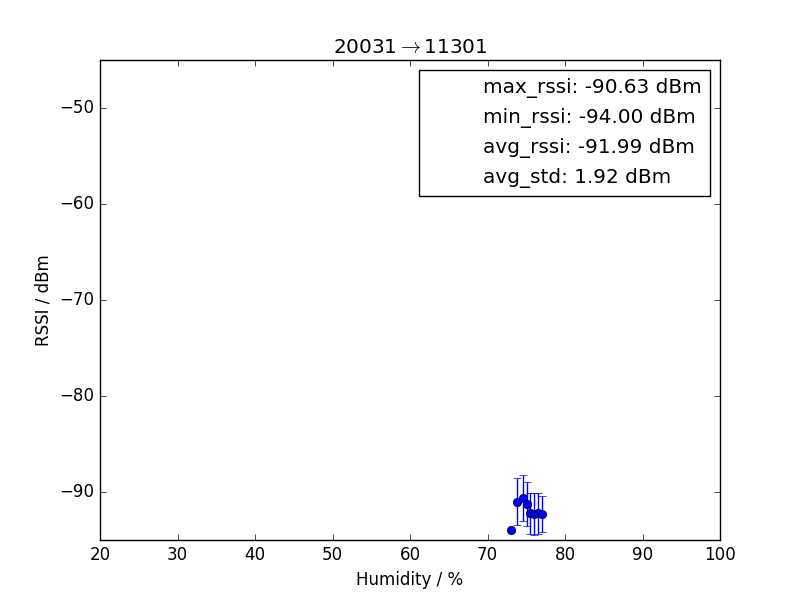 20031→11301
max_rssi: -90.63 dBm
min_rssi: -94.00 dBm
avg_rssi: -91.99 dBm
avg_std: 1.92 dBm
−50
−60
−70
−80
−90
RSSI / dBm
20 30 40 50 60 70 80 90 100
Humidity / %